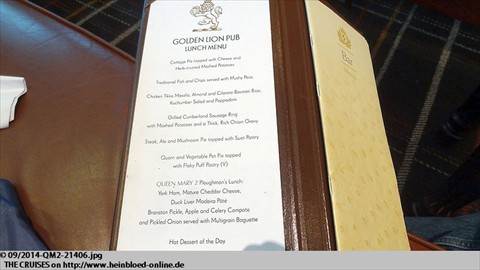 GOLDEN LION PUB
LUNCH MENU
Cottage Pie topped with Cheese and
Herb-crusted Mashed Potatoes
Traditional Fish and Chips served with Mushy Peas
Chicken Tikka Masala, Almond and Cilantro Basmati Rice,
Kuchumber Salad and Poppadom
Grilled Cumberland Sausage Ring
with Mashed Potatoes and a Thick, Rich Onion Gravy
Steak, Ale and Mushroom Pie topped with Suet Pastry
Quorn and Vegetable Pot Pie topped
with Flaky Puff Pastry (V)
QUEEN MARY 2 Ploughman's Lunch:
York Ham, Mature Cheddar Cheese,
Duck Liver Madeira Pâté
Branston Pickle, Apple and Celery Compote
and Pickled Onion served with Multigrain Baguette
Hot Dessert of the Day
Bar
© 09/2014-QM2-21406.jpg
THE CRUISES on http://www.heinbloed-online.de